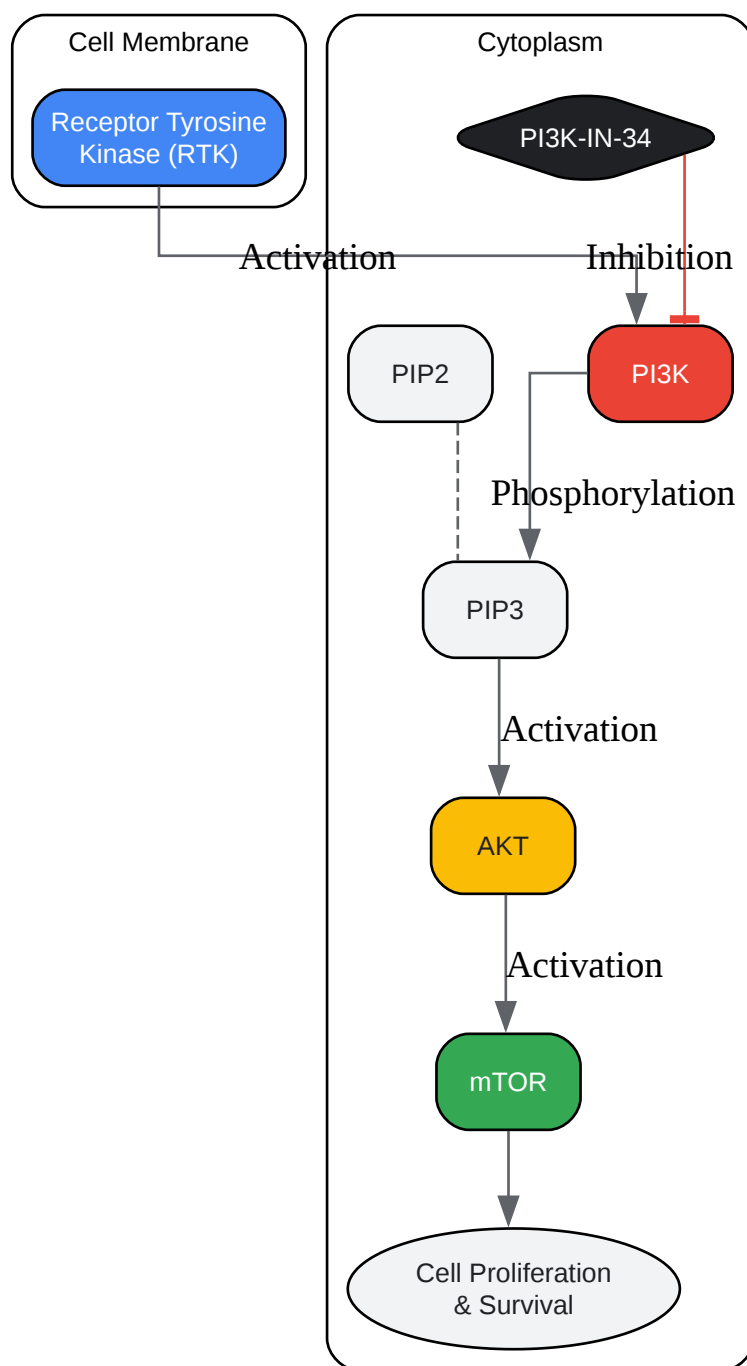 Cell Membrane
Cytoplasm
Receptor Tyrosine
Kinase (RTK)
PI3K-IN-34
Activation
Inhibition
PIP2
PI3K
Phosphorylation
PIP3
Activation
AKT
Activation
mTOR
Cell Proliferation
& Survival